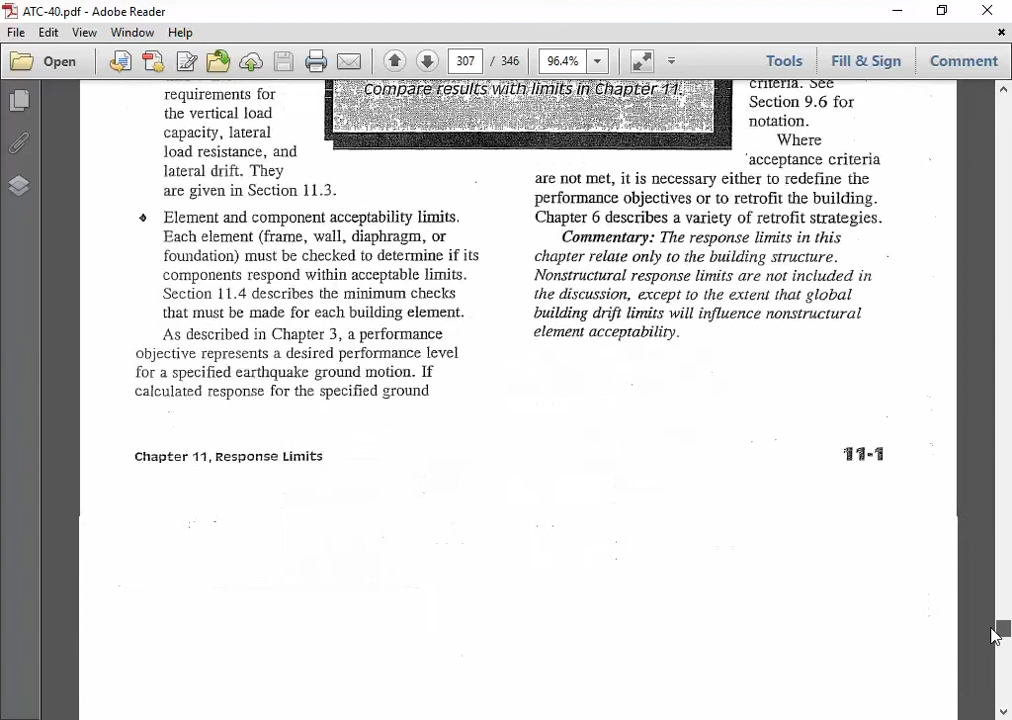 ATC-40.pdf - Adobe Reader
File Edit View Window Help
Open 307 / 346 96.4% Tools Fill & Sign Comment
requirements for
the vertical load
capacity, lateral
load resistance, and
lateral drift. They
are given in Section 11.3.
◆ Element and component acceptability limits.
Each element (frame, wall, diaphragm, or
foundation) must be checked to determine if its
components respond within acceptable limits.
Section 11.4 describes the minimum checks
that must be made for each building element.
As described in Chapter 3, a performance
objective represents a desired performance level
for a specified earthquake ground motion. If
calculated response for the specified ground
Compare results with limits in Chapter 11.
criteria. See
Section 9.6 for
notation.
Where
acceptance criteria
are not met, it is necessary either to redefine the
performance objectives or to retrofit the building.
Chapter 6 describes a variety of retrofit strategies.
Commentary: The response limits in this
chapter relate only to the building structure.
Nonstructural response limits are not included in
the discussion, except to the extent that global
building drift limits will influence nonstructural
element acceptability.
Chapter 11, Response Limits 11-1